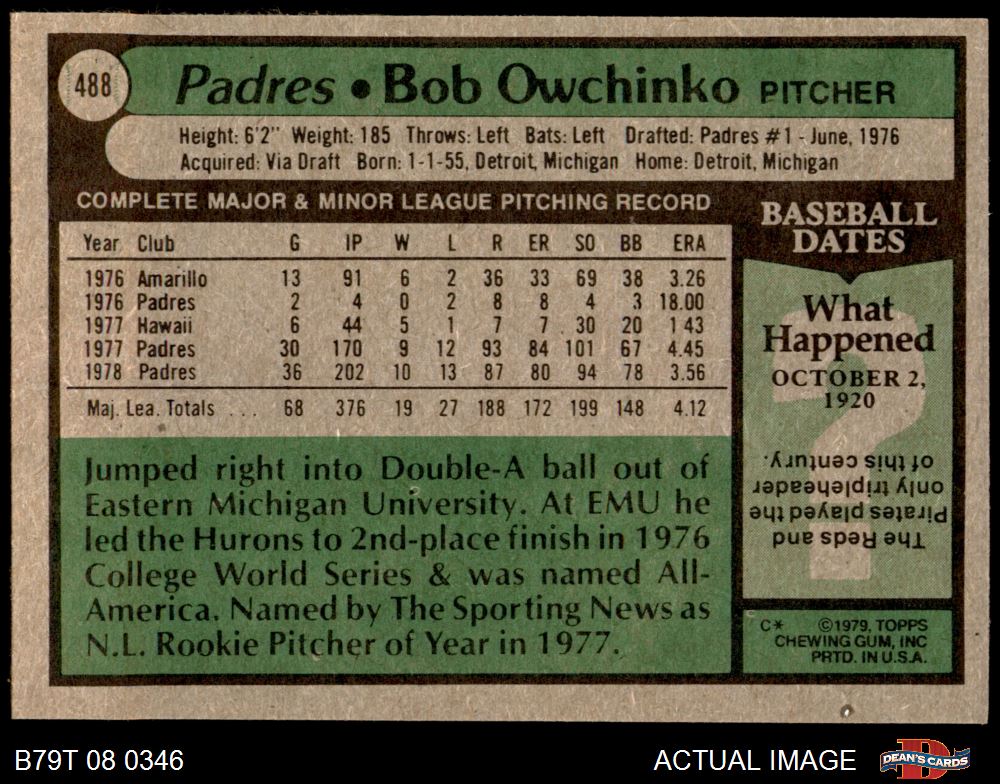 488
Padres • Bob Owchinko PITCHER
Height: 6'2" Weight: 185 Throws: Left Bats: Left Drafted: Padres #1 - June, 1976
Acquired: Via Draft Born: 1-1-55, Detroit, Michigan Home: Detroit, Michigan
COMPLETE MAJOR & MINOR LEAGUE PITCHING RECORD
Year Club G IP W L R ER SO BB ERA
1976 Amarillo 13 91 6 2 36 33 69 38 3.26
1976 Padres 2 4 0 2 8 8 4 3 18.00
1977 Hawaii 6 44 5 1 7 7 30 20 1 43
1977 Padres 30 170 9 12 93 84 101 67 4.45
1978 Padres 36 202 10 13 87 80 94 78 3.56
Maj. Lea. Totals ... 68 376 19 27 188 172 199 148 4.12
Jumped right into Double-A ball out of
Eastern Michigan University. At EMU he
led the Hurons to 2nd-place finish in 1976
College World Series & was named All-
America. Named by The Sporting News as
N.L. Rookie Pitcher of Year in 1977.
BASEBALL
DATES
What
Happened
OCTOBER 2,
1920
The Reds and
Pirates played the
only tripleheader
of this century.
C* ©1979, TOPPS
CHEWING GUM, INC
PRTD. IN U.S.A.
B79T 08 0346
ACTUAL IMAGE
D
DEAN'S CARDS